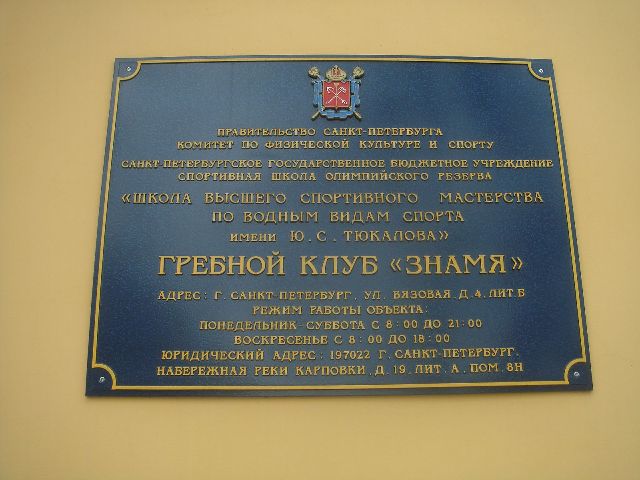 ПРАВИТЕЛЬСТВО САНКТ-ПЕТЕРБУРГА
КОМИТЕТ ПО ФИЗИЧЕСКОЙ КУЛЬТУРЕ И СПОРТУ
САНКТ-ПЕТЕРБУРГСКОЕ ГОСУДАРСТВЕННОЕ БЮДЖЕТНОЕ УЧРЕЖДЕНИЕ
СПОРТИВНАЯ ШКОЛА ОЛИМПИЙСКОГО РЕЗЕРВА
«ШКОЛА ВЫСШЕГО СПОРТИВНОГО МАСТЕРСТВА
ПО ВОДНЫМ ВИДАМ СПОРТА
ИМЕНИ Ю.С.ТЮКАЛОВА»
ГРЕБНОЙ КЛУБ «ЗНАМЯ»
АДРЕС: Г. САНКТ-ПЕТЕРБУРГ, УЛ. ВЯЗОВАЯ Д.4, ЛИТ.Б
РЕЖИМ РАБОТЫ ОБЪЕКТА:
ПОНЕДЕЛЬНИК-СУББОТА С 8:00 ДО 21:00
ВОСКРЕСЕНЬЕ С 8:00 ДО 18:00
ЮРИДИЧЕСКИЙ АДРЕС: 197022 Г. САНКТ-ПЕТЕРБУРГ,
НАБЕРЕЖНАЯ РЕКИ КАРПОВКИ, Д.19, ЛИТ.А, ПОМ.8Н